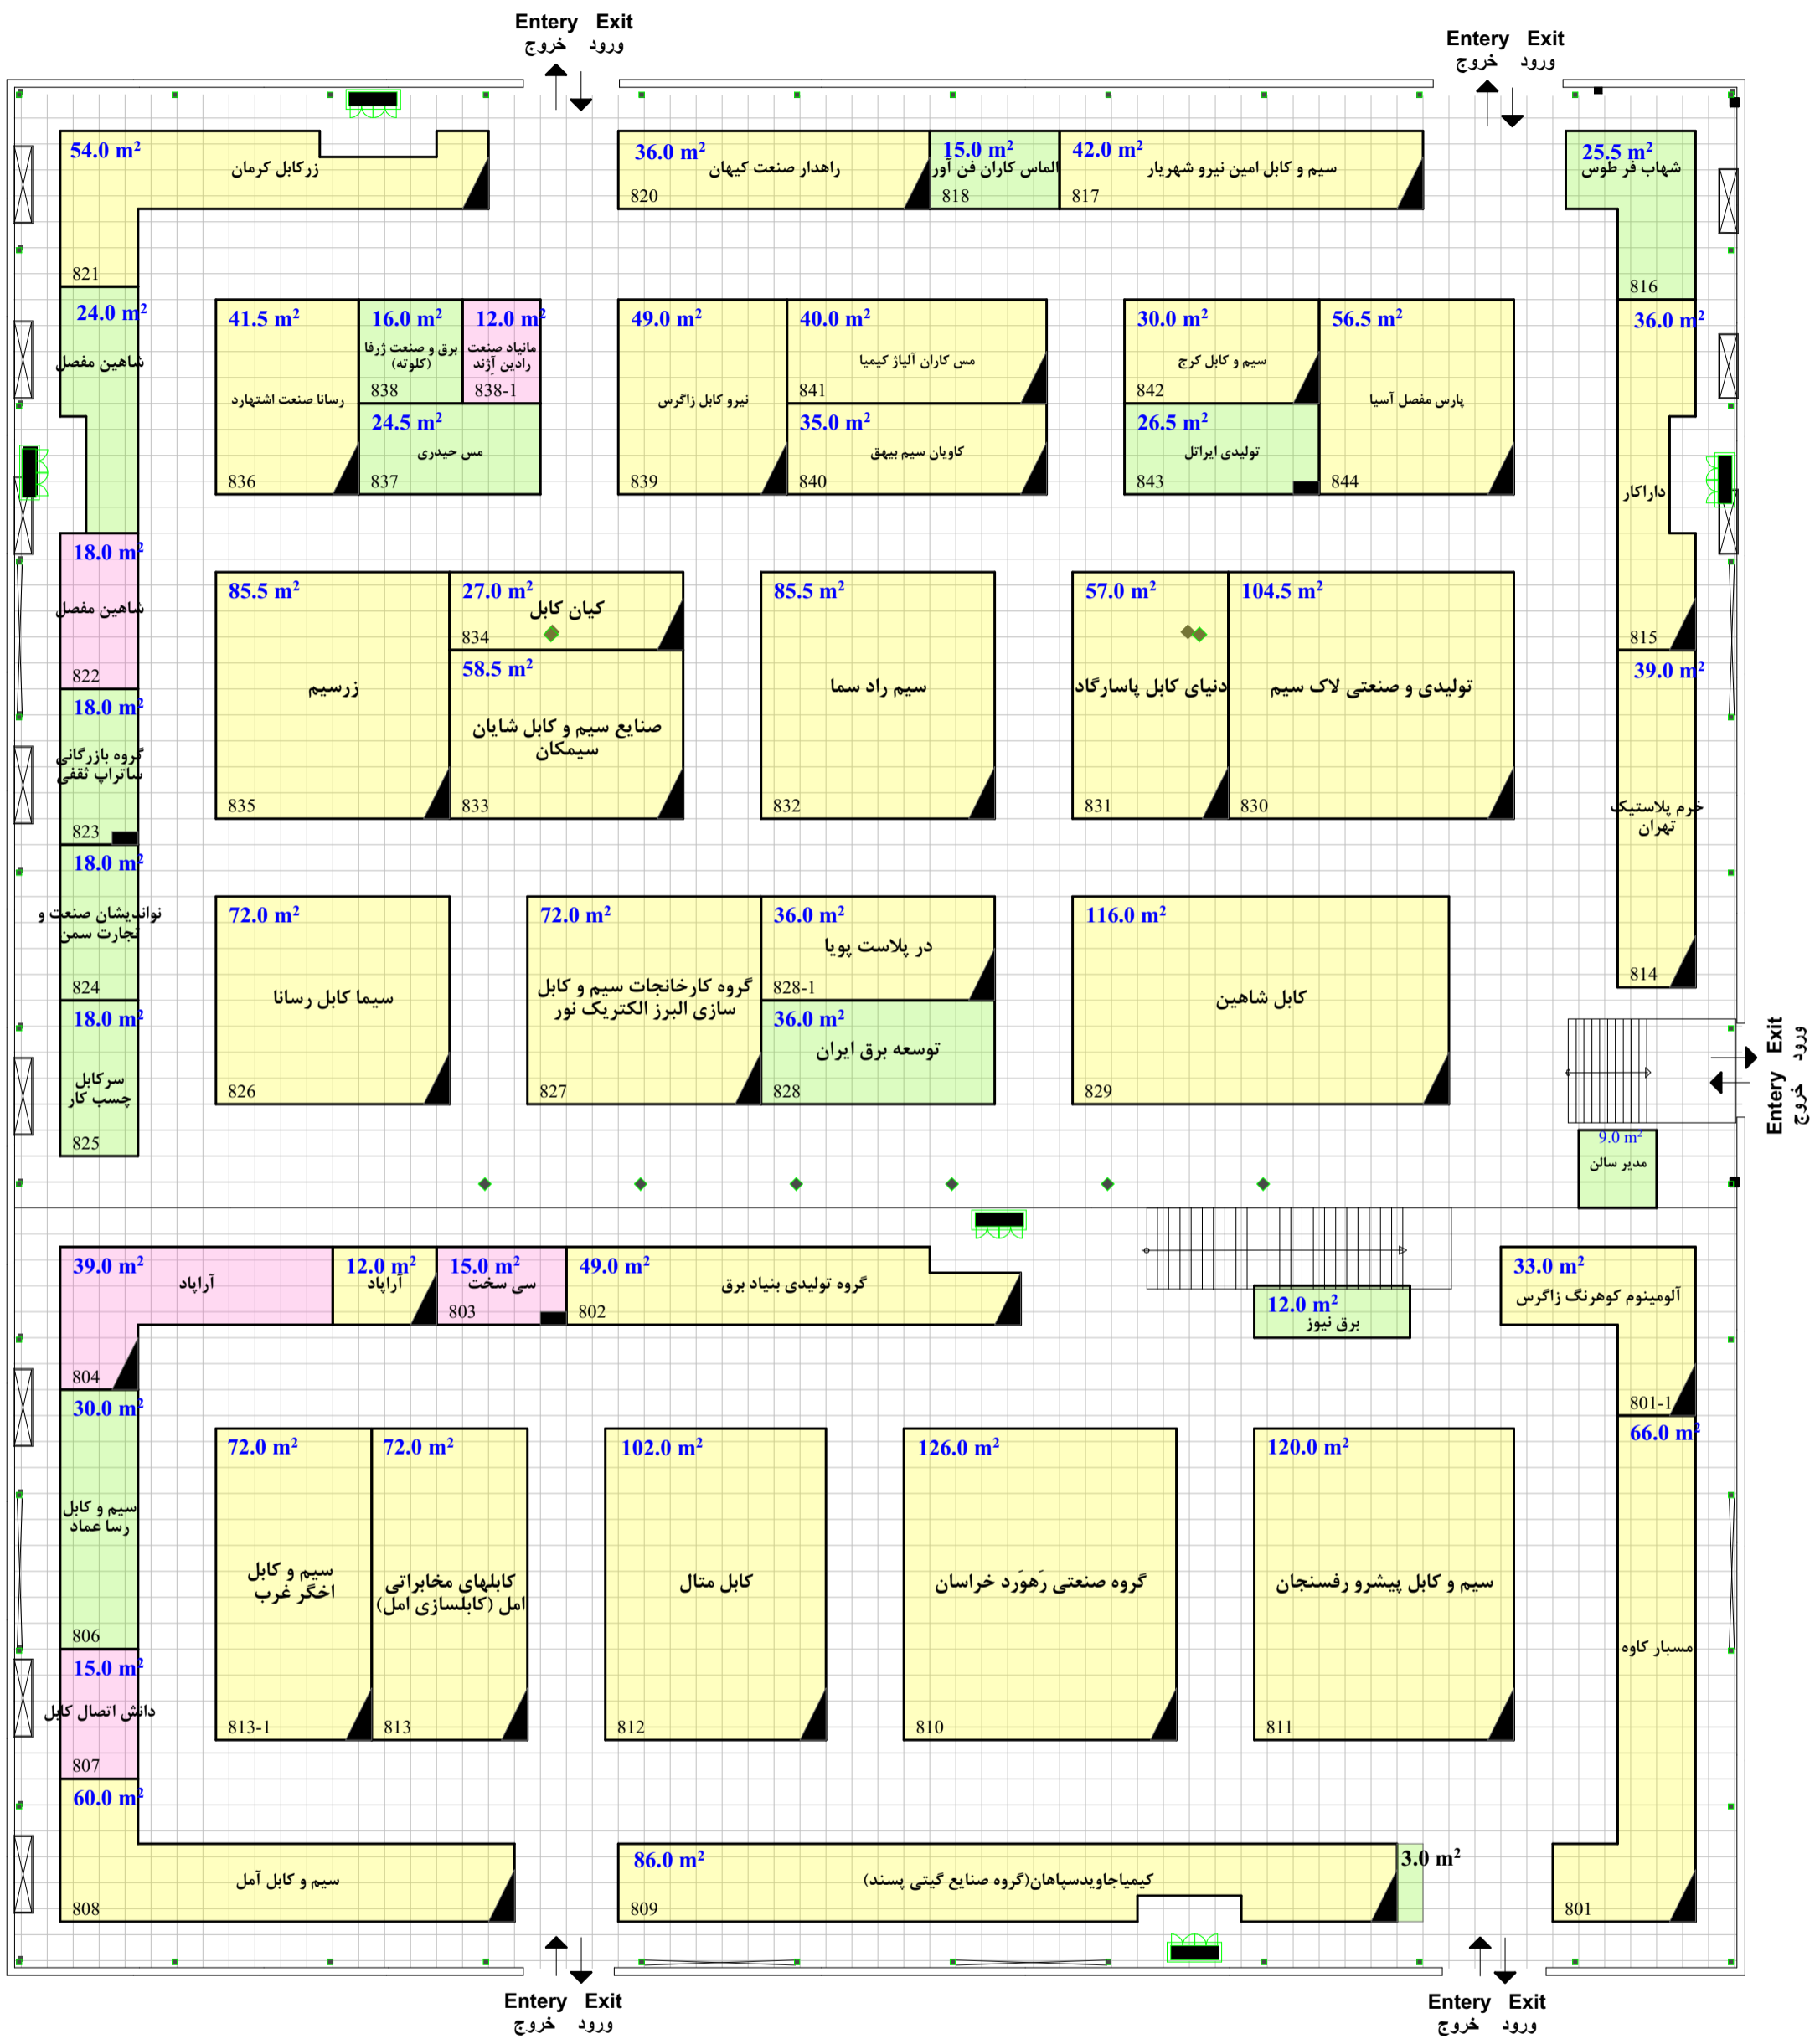 Entery Exit
خروج ورود
Entery Exit
خروج ورود
54.0 m²
زرکابل کرمان
821
36.0 m²
راهدار صنعت کیهان
820
15.0 m²
الماس کاران فن آور
818
42.0 m²
سیم و کابل امین نیرو شهریار
817
25.5 m²
شهاب فر طوس
816
24.0 m²
شاهین مفصل
41.5 m²
رسانا صنعت اشتهارد
836
16.0 m²
برق و صنعت ژرفا
(کلوته)
838
12.0 m²
مانیاد صنعت
رادین آژند
838-1
24.5 m²
مس حیدری
837
49.0 m²
نیرو کابل زاگرس
839
40.0 m²
مس کاران آلیاژ کیمیا
841
35.0 m²
کاویان سیم بیهق
840
30.0 m²
سیم و کابل کرج
842
26.5 m²
تولیدی ایرانل
843
56.5 m²
پارس مفصل آسیا
844
36.0 m²
داراکار
815
18.0 m²
شاهین مفصل
822
85.5 m²
زرسیم
835
27.0 m²
کیان کابل
834
58.5 m²
صنایع سیم و کابل شایان
سیمکان
833
85.5 m²
سیم راد سما
832
57.0 m²
دنیای کابل پاسارگاد
831
104.5 m²
تولیدی و صنعتی لاک سیم
830
39.0 m²
خرم پلاستیک
تهران
814
18.0 m²
گروه بازرگانی
ساتراپ ثقفی
823
18.0 m²
نواندیشان صنعت و
تجارت سمن
824
18.0 m²
سرکابل
چسب کار
825
72.0 m²
سیما کابل رسانا
826
72.0 m²
گروه کارخانجات سیم و کابل
سازی البرز الکتریک نور
827
36.0 m²
در پلاست پویا
828-1
36.0 m²
توسعه برق ایران
828
116.0 m²
کابل شاهین
829
Entery Exit
خروج ورود
9.0 m²
مدیر سالن
39.0 m²
آراپاد
804
12.0 m²
آراپاد
15.0 m²
سی سخت
803
49.0 m²
گروه تولیدی بنیاد برق
802
12.0 m²
برق نیوز
33.0 m²
آلومینوم کوهرنگ زاگرس
801-1
30.0 m²
سیم و کابل
رسا عماد
806
72.0 m²
سیم و کابل
اخگر غرب
813-1
72.0 m²
کابلهای مخابراتی
امل (کابلسازی امل)
813
102.0 m²
کابل متال
812
126.0 m²
گروه صنعتی رَهوَرد خراسان
810
120.0 m²
سیم و کابل پیشرو رفسنجان
811
66.0 m²
مسبار کاوه
801
15.0 m²
دانش اتصال کابل
807
60.0 m²
سیم و کابل آمل
808
86.0 m²
کیمیاجاویدسپاهان(گروه صنایع گیتی پسند)
809
3.0 m²
Entery Exit
خروج ورود
Entery Exit
خروج ورود